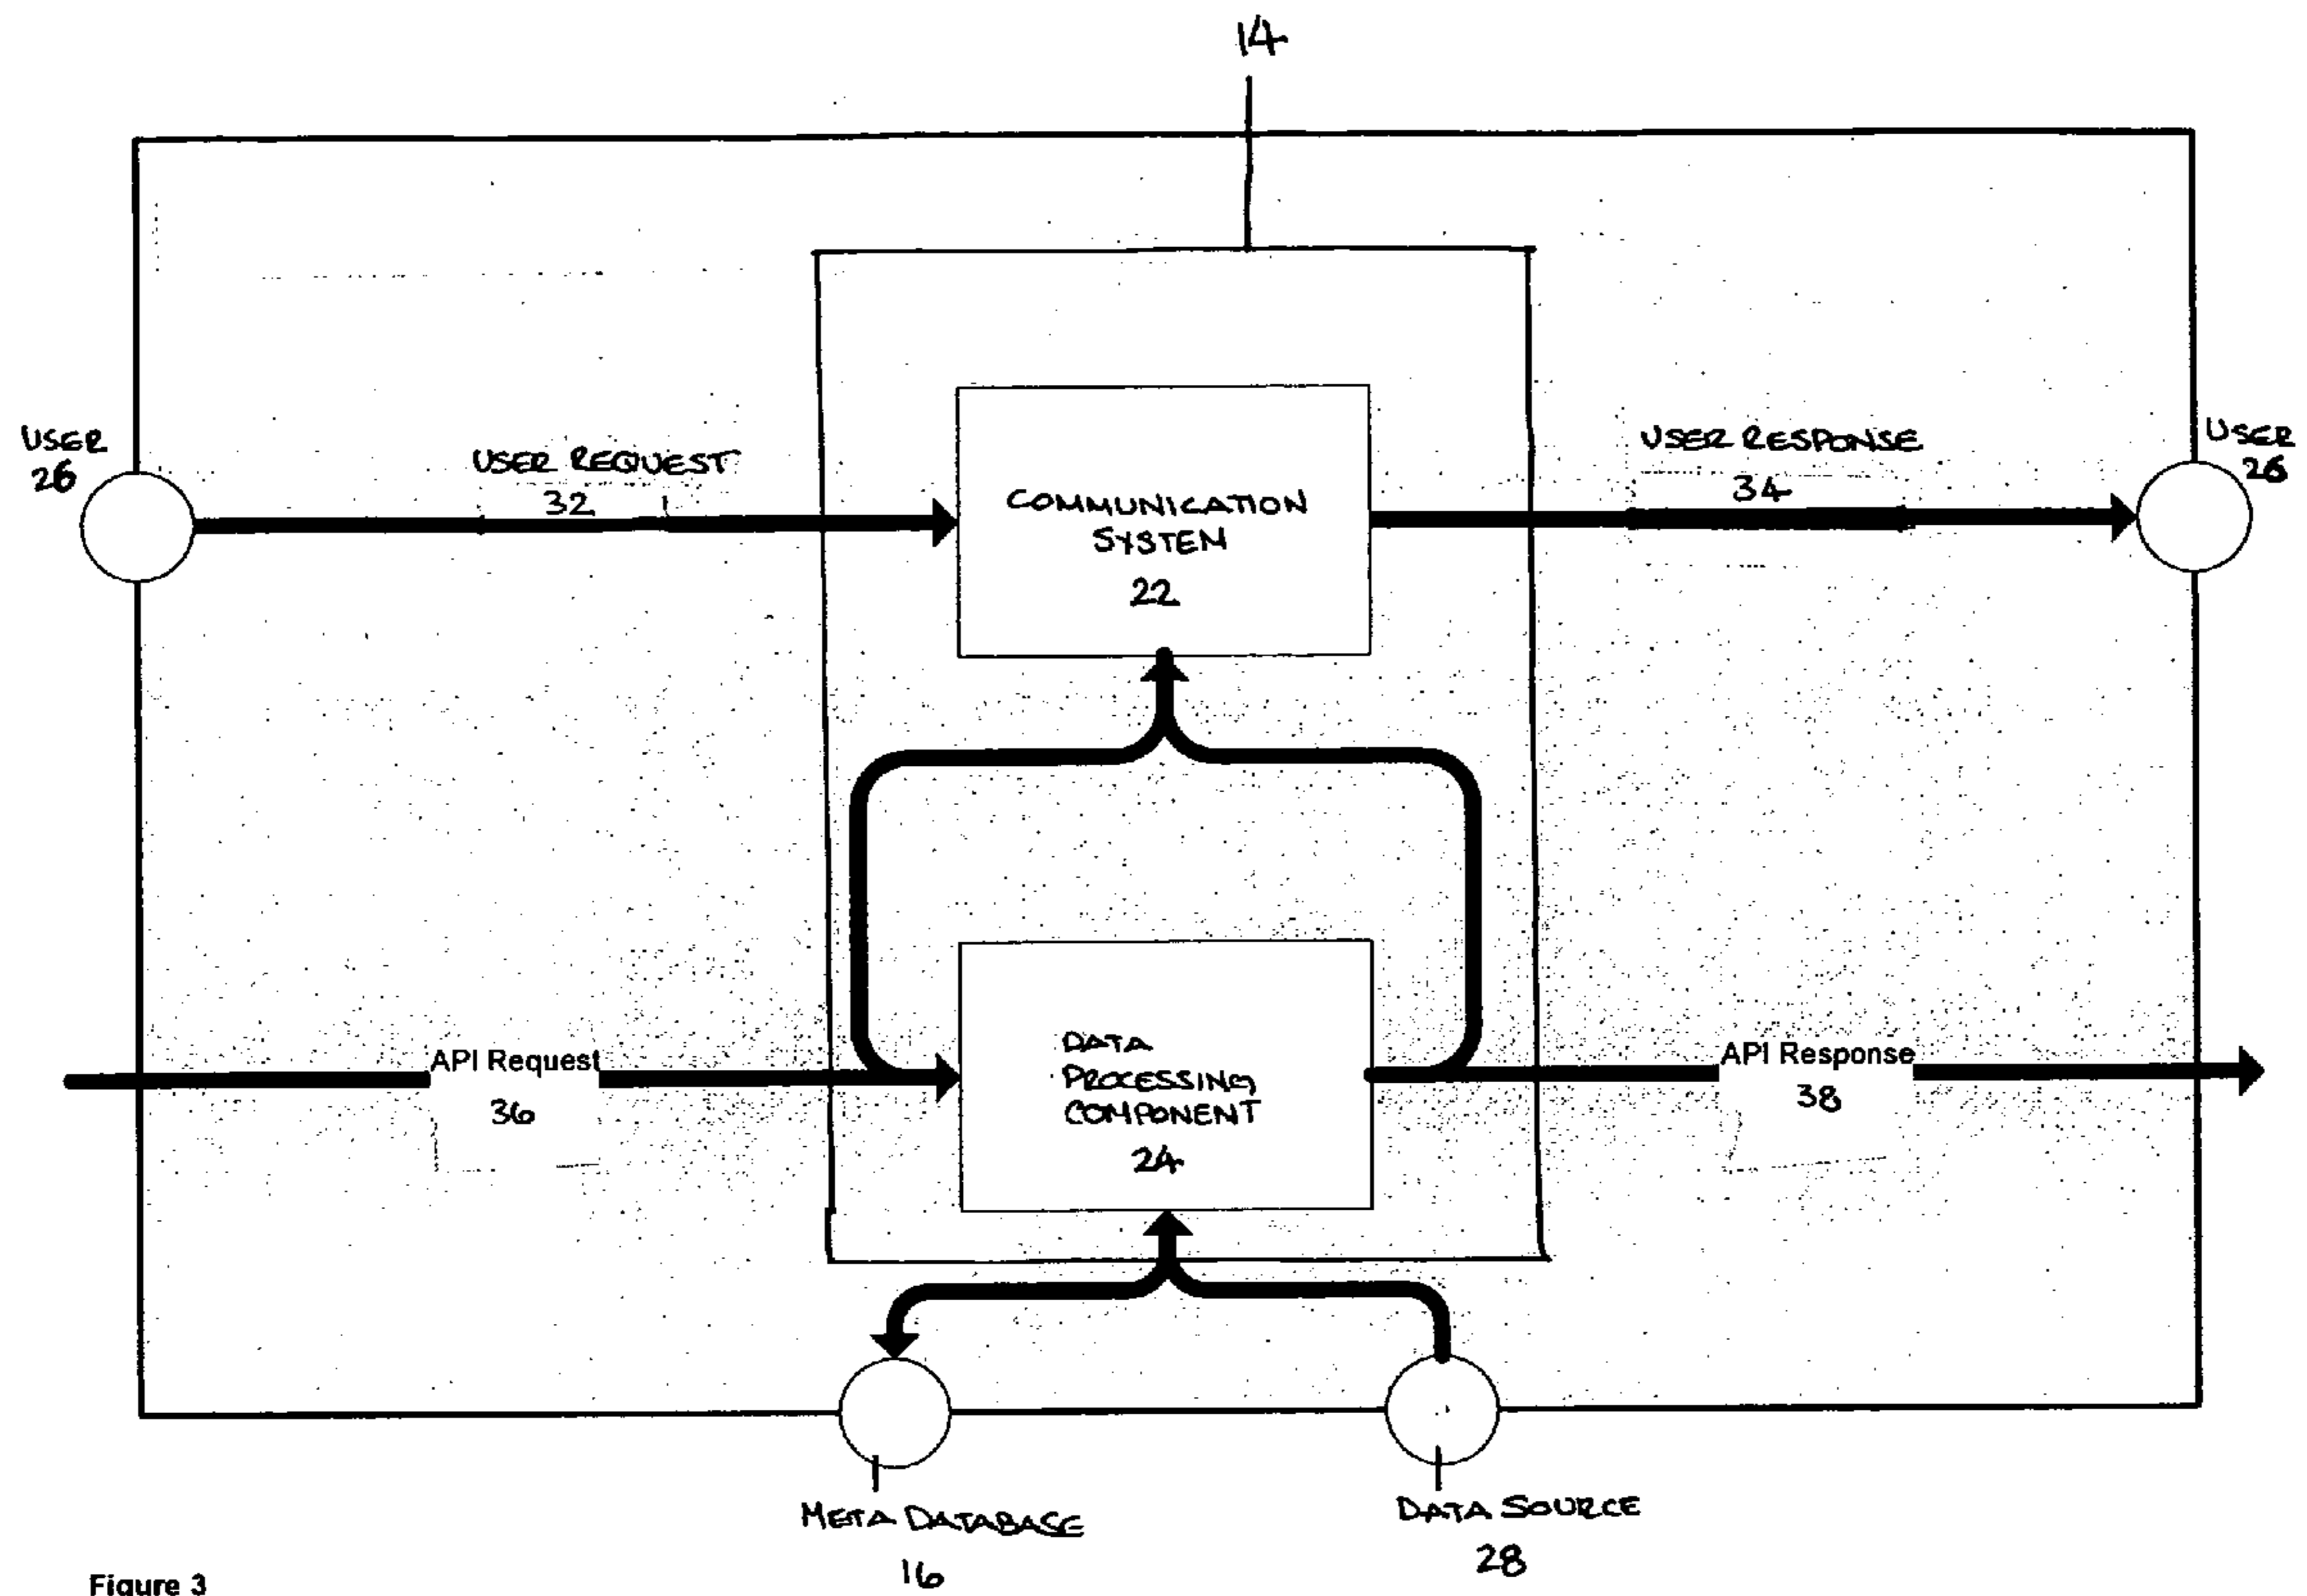 14
USER
26
USER REQUEST
32
COMMUNICATION
SYSTEM
22
USER RESPONSE
34
USER
26
API Request
36
DATA
PROCESSING
COMPONENT
24
API Response
38
META DATABASE
16
DATA SOURCE
28
Figure 3